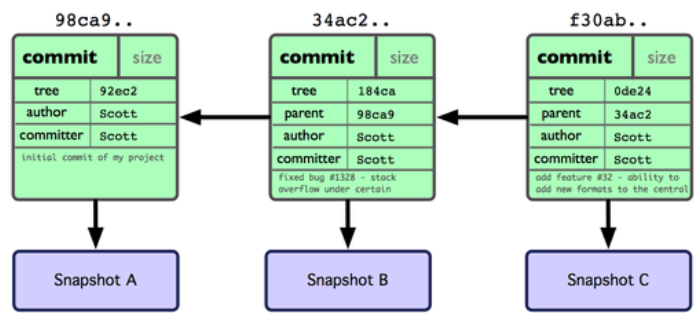 98ca9..
commit size
tree 92ec2
author Scott
committer Scott
initial commit of my project
Snapshot A
34ac2..
commit size
tree 184ca
parent 98ca9
author Scott
committer Scott
fixed bug #1328 - stack
overflow under certain
Snapshot B
f30ab..
commit size
tree 0de24
parent 34ac2
author Scott
committer Scott
add feature #32 - ability to
add new formats to the central
Snapshot C